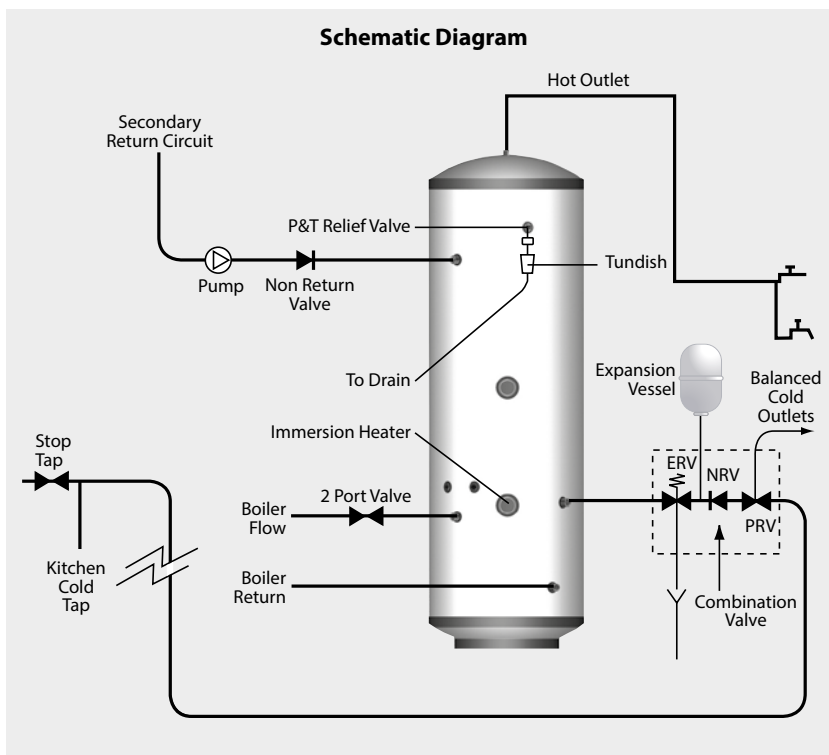 Schematic Diagram
Hot Outlet
Secondary
Return Circuit
P&T Relief Valve
Tundish
Pump
Non Return
Valve
To Drain
Expansion
Vessel
Balanced
Cold
Outlets
Immersion Heater
Stop
Tap
ERV
NRV
2 Port Valve
Boiler
Flow
PRV
Kitchen
Cold
Tap
Boiler
Return
Combination
Valve